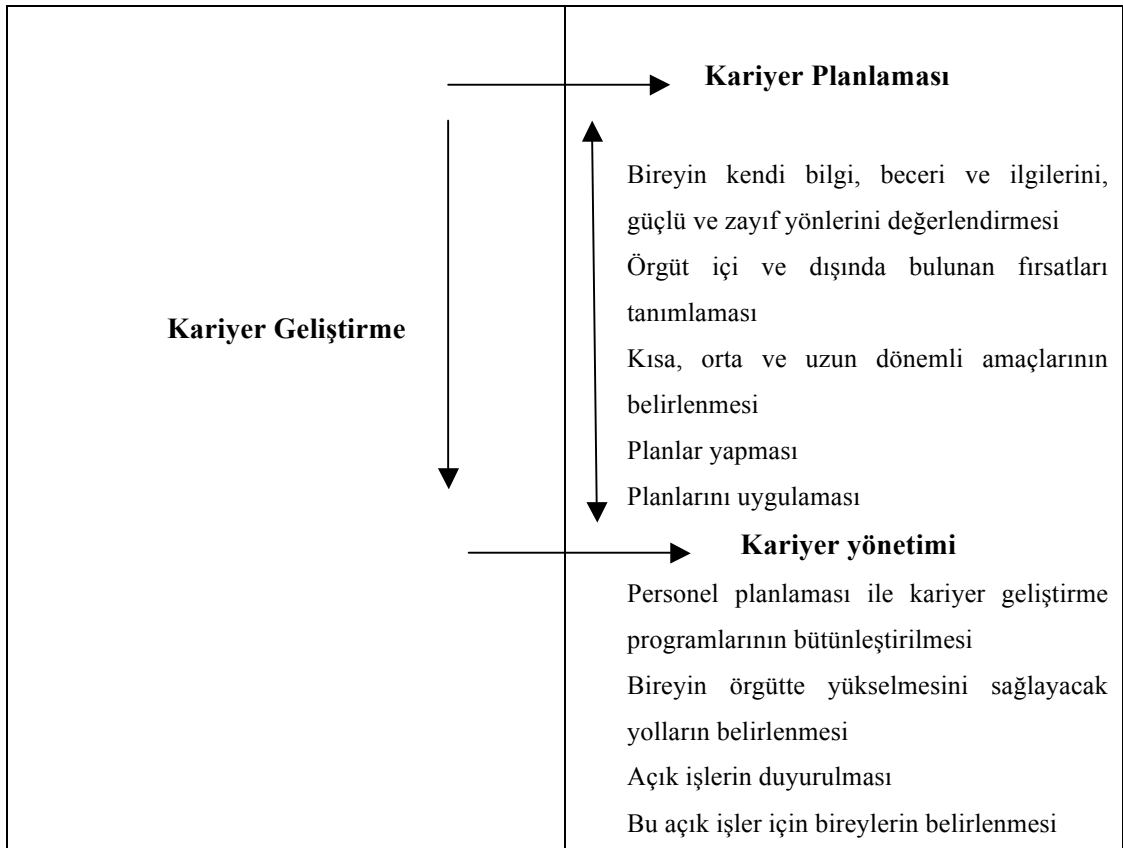 Kariyer Planlaması
Bireyin kendi bilgi, beceri ve ilgilerini,
güçlü ve zayıf yönlerini değerlendirmesi
Örgüt içi ve dışında bulunan fırsatları
tanımlaması
Kariyer Geliştirme
Kısa, orta ve uzun dönemli amaçlarının
belirlenmesi
Planlar yapması
Planlarını uygulaması
Kariyer yönetimi
Personel planlaması ile kariyer geliştirme
programlarının bütünleştirilmesi
Bireyin örgütte yükselmesini sağlayacak
yolların belirlenmesi
Açık işlerin duyurulması
Bu açık işler için bireylerin belirlenmesi